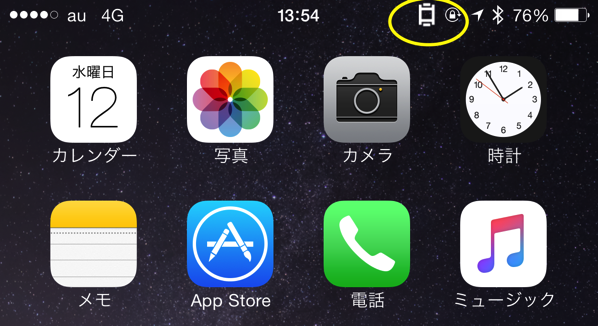 au 4G 13:54 76%
水曜日
12
カレンダー 写真 カメラ 時計
12 1 2 3 4 5 6 7 8 9 10 11
メモ App Store 電話 ミュージック